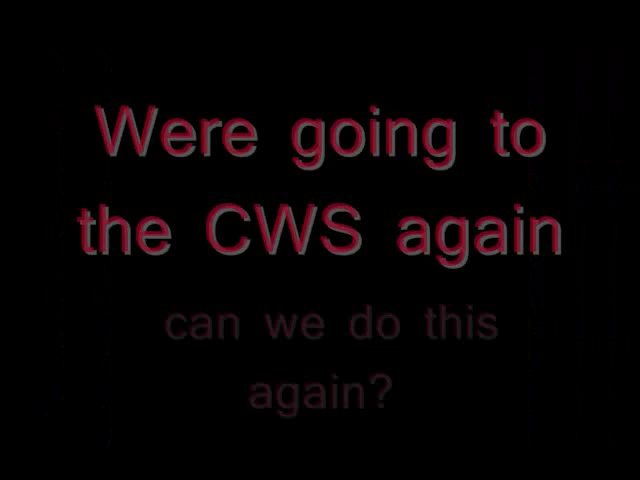 Were going to
the CWS again
can we do this
again?